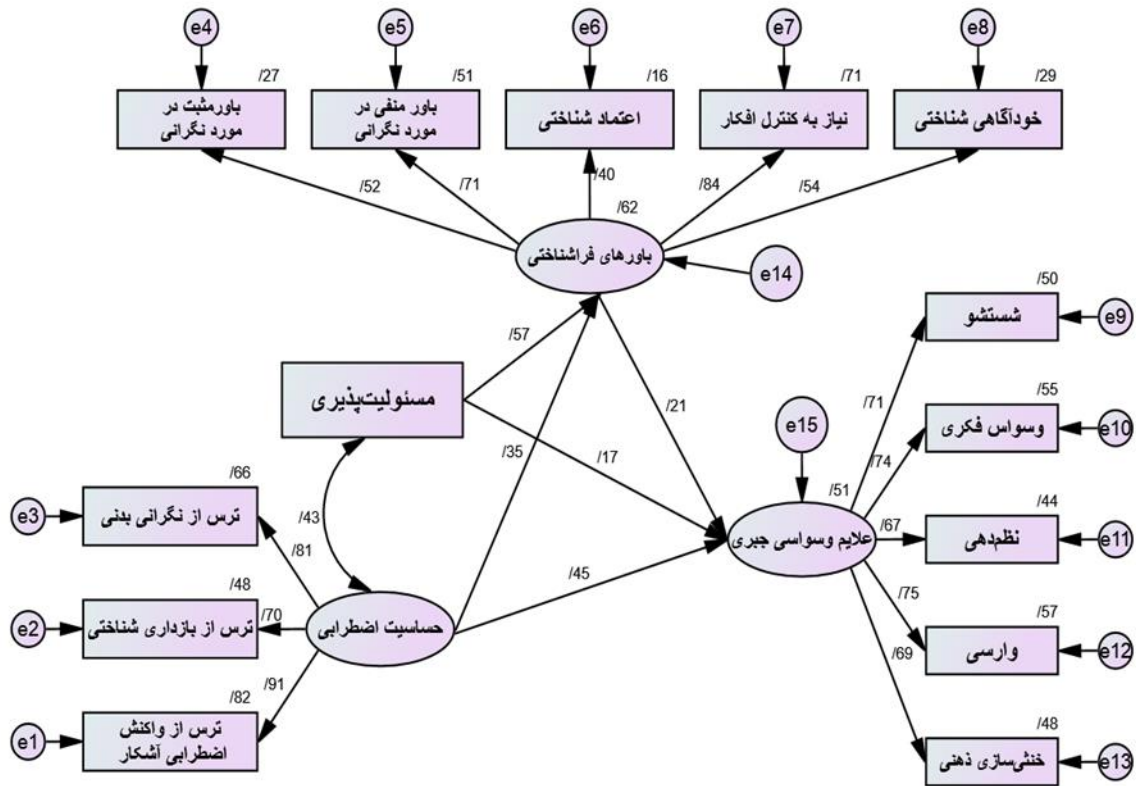 e4
e5
e6
e7
e8
/27
/51
/16
/71
/29
باورمثبت در
مورد نگرانی
باور منفی در
مورد نگرانی
اعتماد شناختی
نیاز به کنترل افکار
خودآگاهی شناختی
/52
/71
/40
/84
/54
/62
باورهای فراشناختی
e14
/50
شستشو
e9
/57
/71
مسئولیت‌پذیری
/21
e15
/55
وسواس فکری
e10
/35
/17
/74
/66
ترس از نگرانی بدنی
e3
/43
/51
علایم وسواسی جبری
/67
/44
نظم‌دهی
e11
/81
/45
/48
ترس از بازداری شناختی
e2
/70
حساسیت اضطرابی
/75
/57
وارسی
e12
/69
/91
/82
ترس از واکنش
اضطرابی آشکار
e1
/48
خنثی‌سازی ذهنی
e13